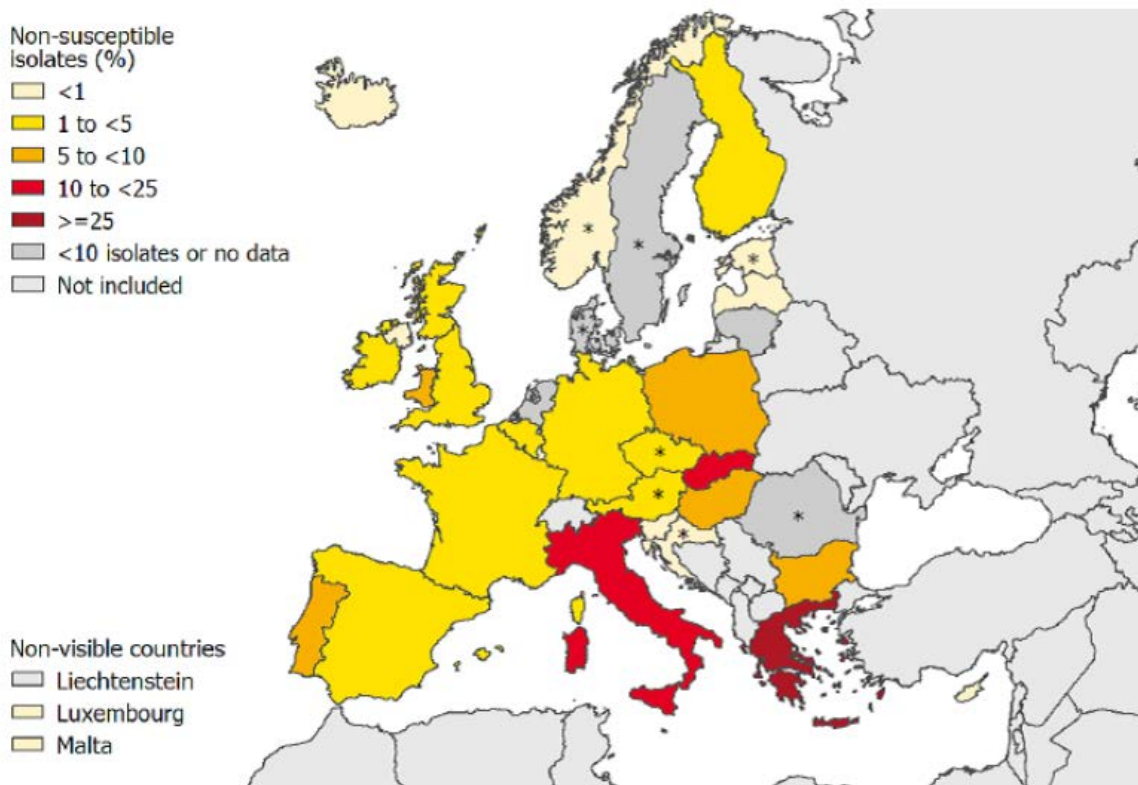 Non-susceptible
isolates (%)
<1
1 to <5
5 to <10
10 to <25
>=25
<10 isolates or no data
Not included
*
*
*
*
*
*
*
*
Non-visible countries
Liechtenstein
Luxembourg
Malta